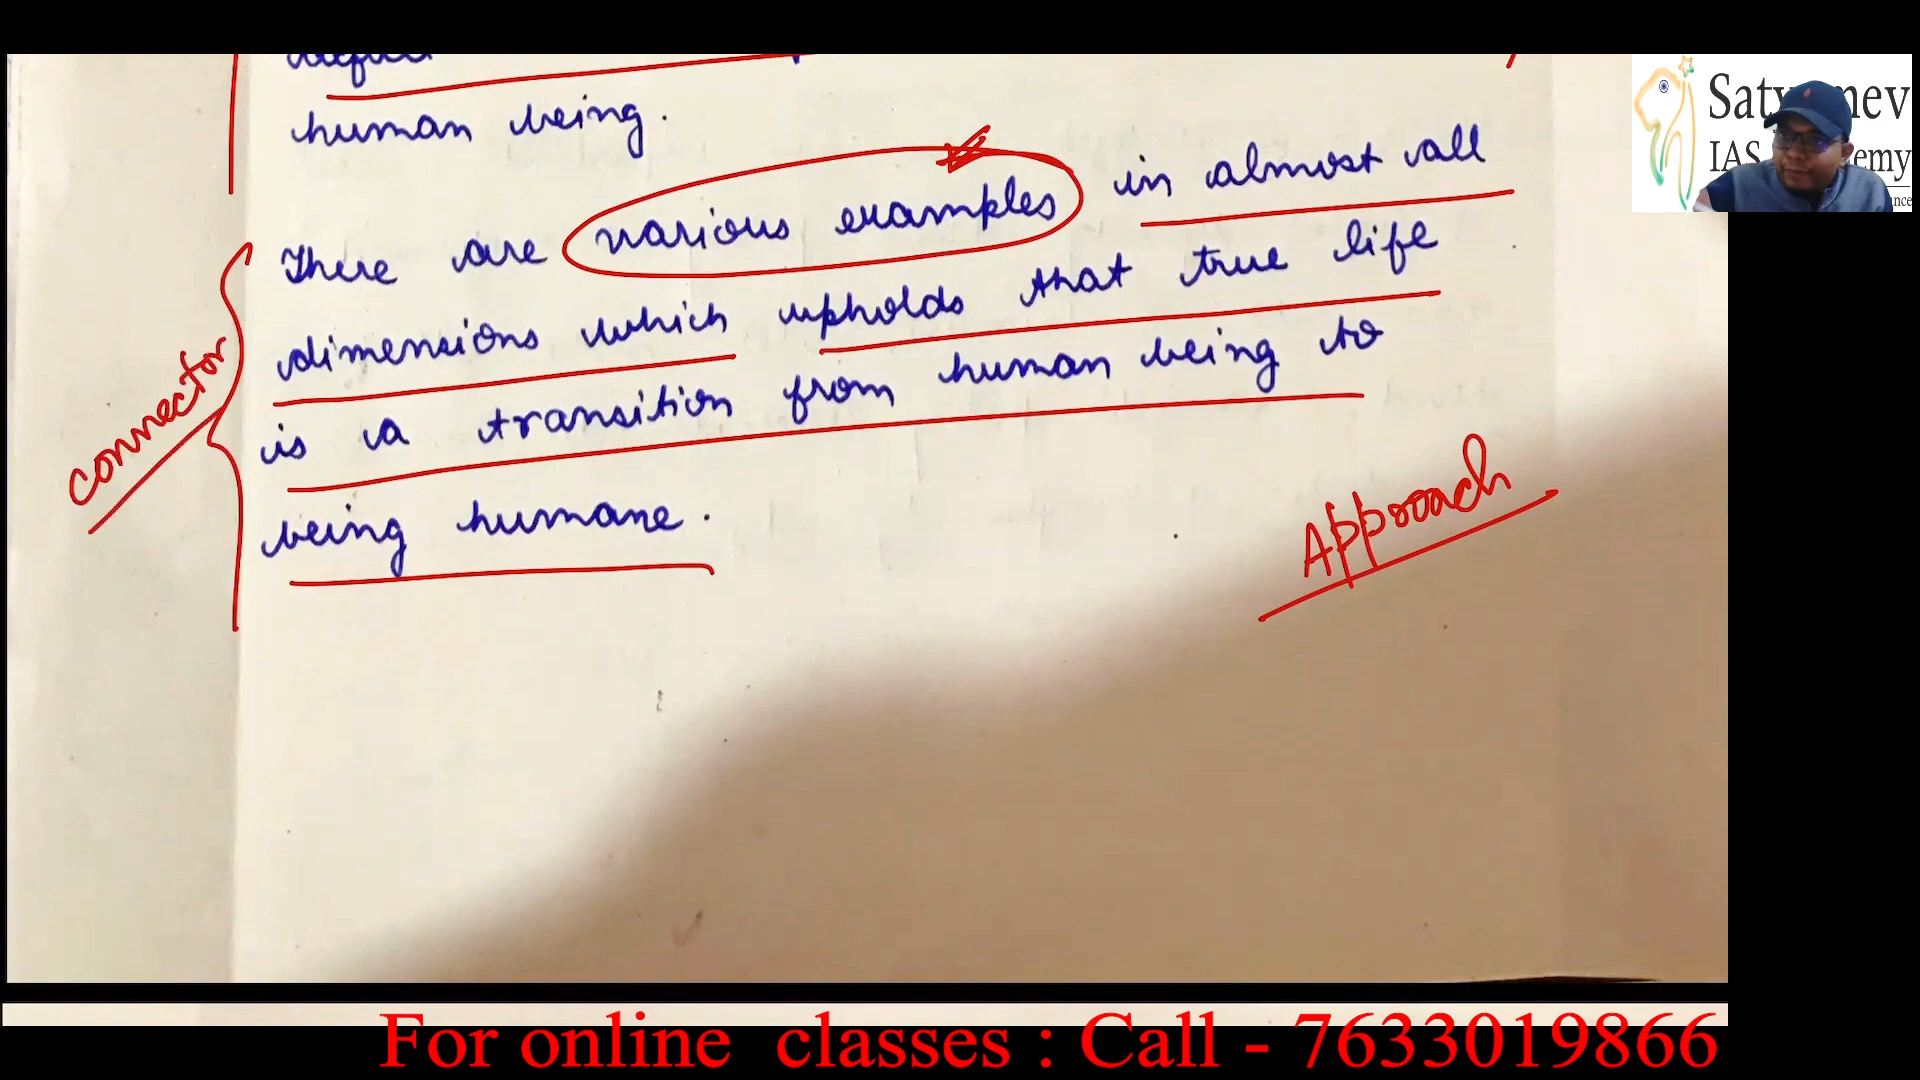 human being.
There are various examples in almost all
dimensions which upholds that true life
is a transition from human being to
being humane.
connector
Approach
IAS
For online classes : Call - 7633019866